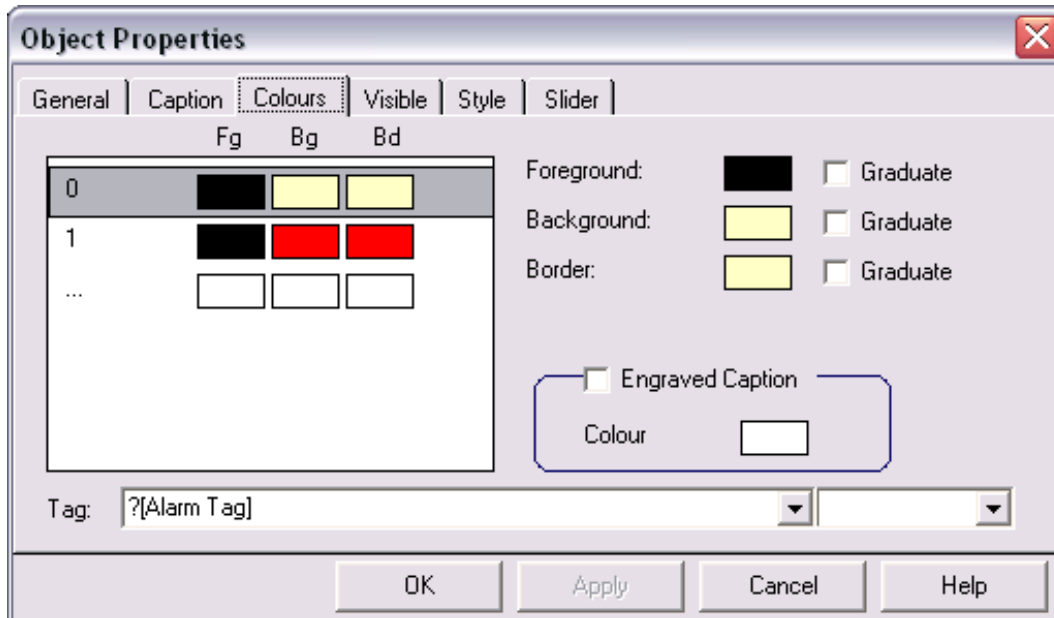 Object Properties
General Caption Colours Visible Style Slider
Fg Bg Bd
0
1
...
Foreground: Graduate
Background: Graduate
Border: Graduate
Engraved Caption
Colour
Tag: ?[Alarm Tag]
OK Apply Cancel Help